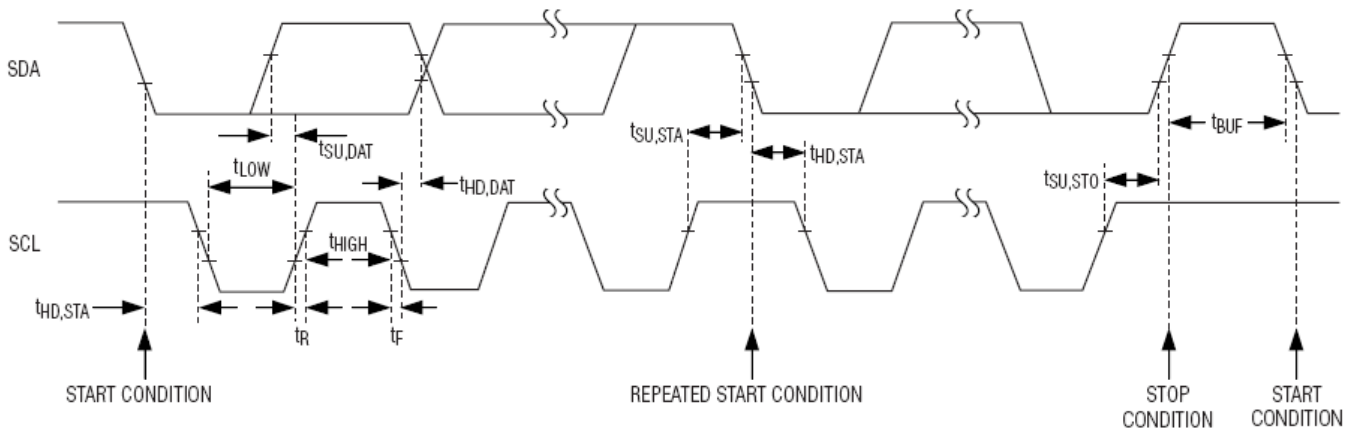 SDA
tSU,DAT
tLOW
tHD,DAT
tSU,STA
tHD,STA
tBUF
tSU,STO
SCL
tHIGH
tHD,STA
tR
tF
START CONDITION
REPEATED START CONDITION
STOP
CONDITION
START
CONDITION